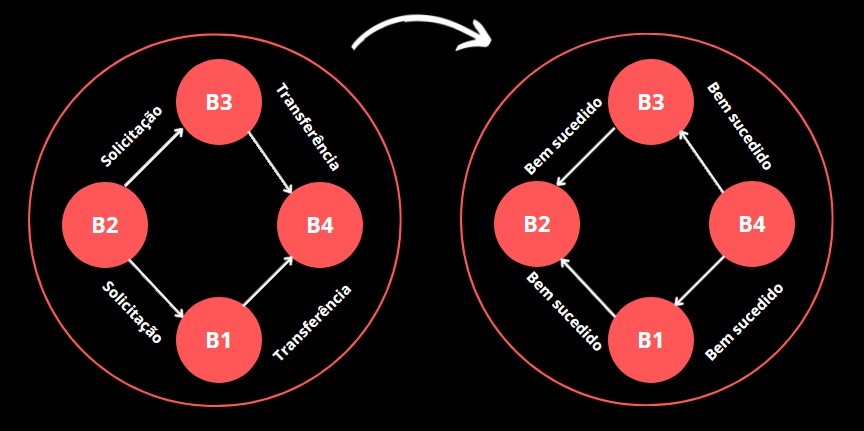 B3
Solicitação
Transferência
B2
B4
Solicitação
Transferência
B1
B3
Bem sucedido
Bem sucedido
B2
B4
Bem sucedido
Bem sucedido
B1